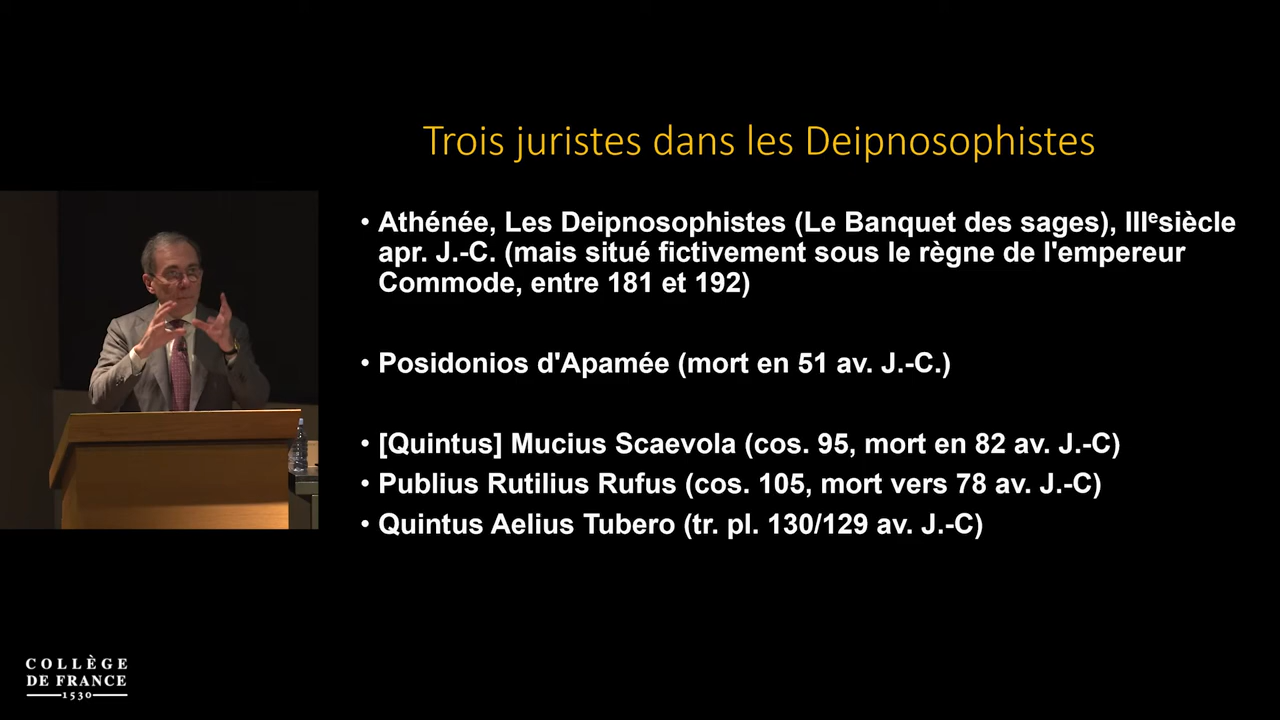 Trois juristes dans les Deipnosophistes
• Athénée, Les Deipnosophistes (Le Banquet des sages), IIIᵉsiècle
apr. J.-C. (mais situé fictivement sous le règne de l'empereur
Commode, entre 181 et 192)
• Posidonios d'Apamée (mort en 51 av. J.-C.)
• [Quintus] Mucius Scaevola (cos. 95, mort en 82 av. J.-C)
• Publius Rutilius Rufus (cos. 105, mort vers 78 av. J.-C)
• Quintus Aelius Tubero (tr. pl. 130/129 av. J.-C)
COLLÈGE
DE FRANCE
1530